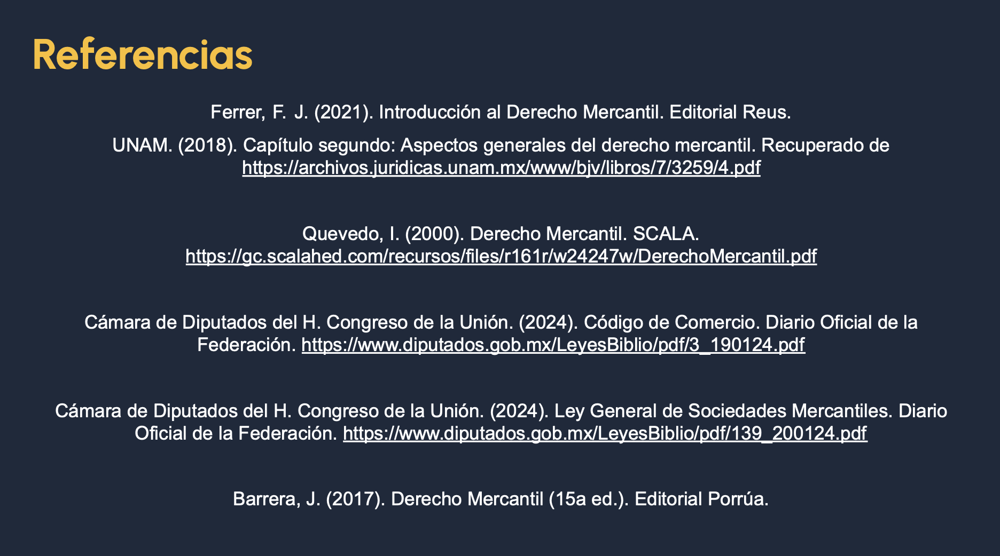 Referencias
Ferrer, F. J. (2021). Introducción al Derecho Mercantil. Editorial Reus.
UNAM. (2018). Capítulo segundo: Aspectos generales del derecho mercantil. Recuperado de
https://archivos.juridicas.unam.mx/www/bjv/libros/7/3259/4.pdf
Quevedo, I. (2000). Derecho Mercantil. SCALA.
https://gc.scalahed.com/recursos/files/r161r/w24247w/DerechoMercantil.pdf
Cámara de Diputados del H. Congreso de la Unión. (2024). Código de Comercio. Diario Oficial de la
Federación. https://www.diputados.gob.mx/LeyesBiblio/pdf/3_190124.pdf
Cámara de Diputados del H. Congreso de la Unión. (2024). Ley General de Sociedades Mercantiles. Diario
Oficial de la Federación. https://www.diputados.gob.mx/LeyesBiblio/pdf/139_200124.pdf
Barrera, J. (2017). Derecho Mercantil (15a ed.). Editorial Porrúa.